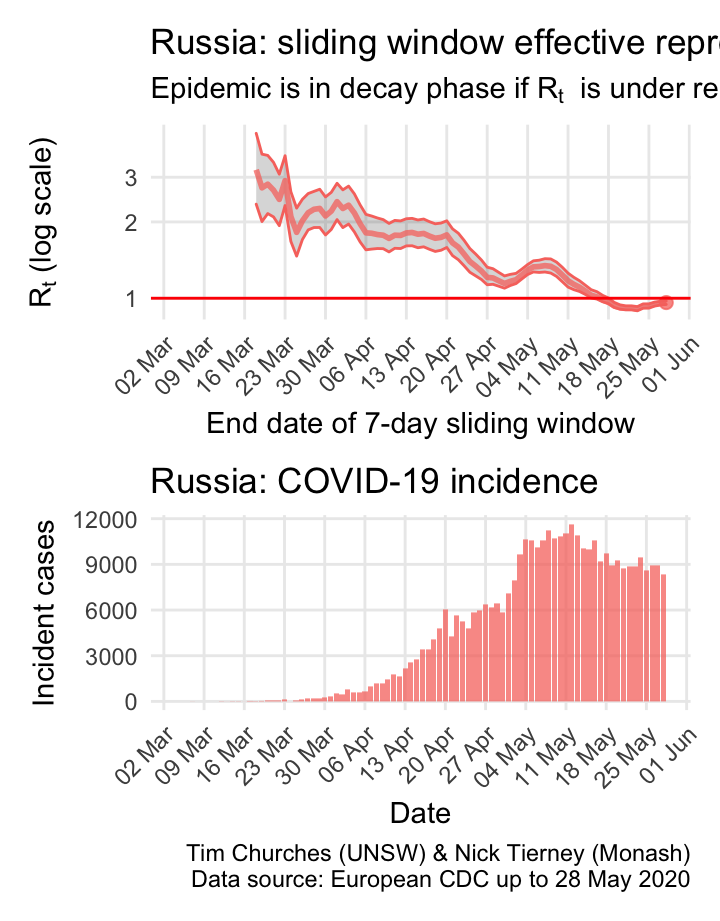 Russia: sliding window effective repr
Epidemic is in decay phase if Rt is under re
Rt (log scale)
3
2
1
02 Mar
09 Mar
16 Mar
23 Mar
30 Mar
06 Apr
13 Apr
20 Apr
27 Apr
04 May
11 May
18 May
25 May
01 Jun
End date of 7-day sliding window
Russia: COVID-19 incidence
Incident cases
12000
9000
6000
3000
0
02 Mar
09 Mar
16 Mar
23 Mar
30 Mar
06 Apr
13 Apr
20 Apr
27 Apr
04 May
11 May
18 May
25 May
01 Jun
Date
Tim Churches (UNSW) & Nick Tierney (Monash)
Data source: European CDC up to 28 May 2020